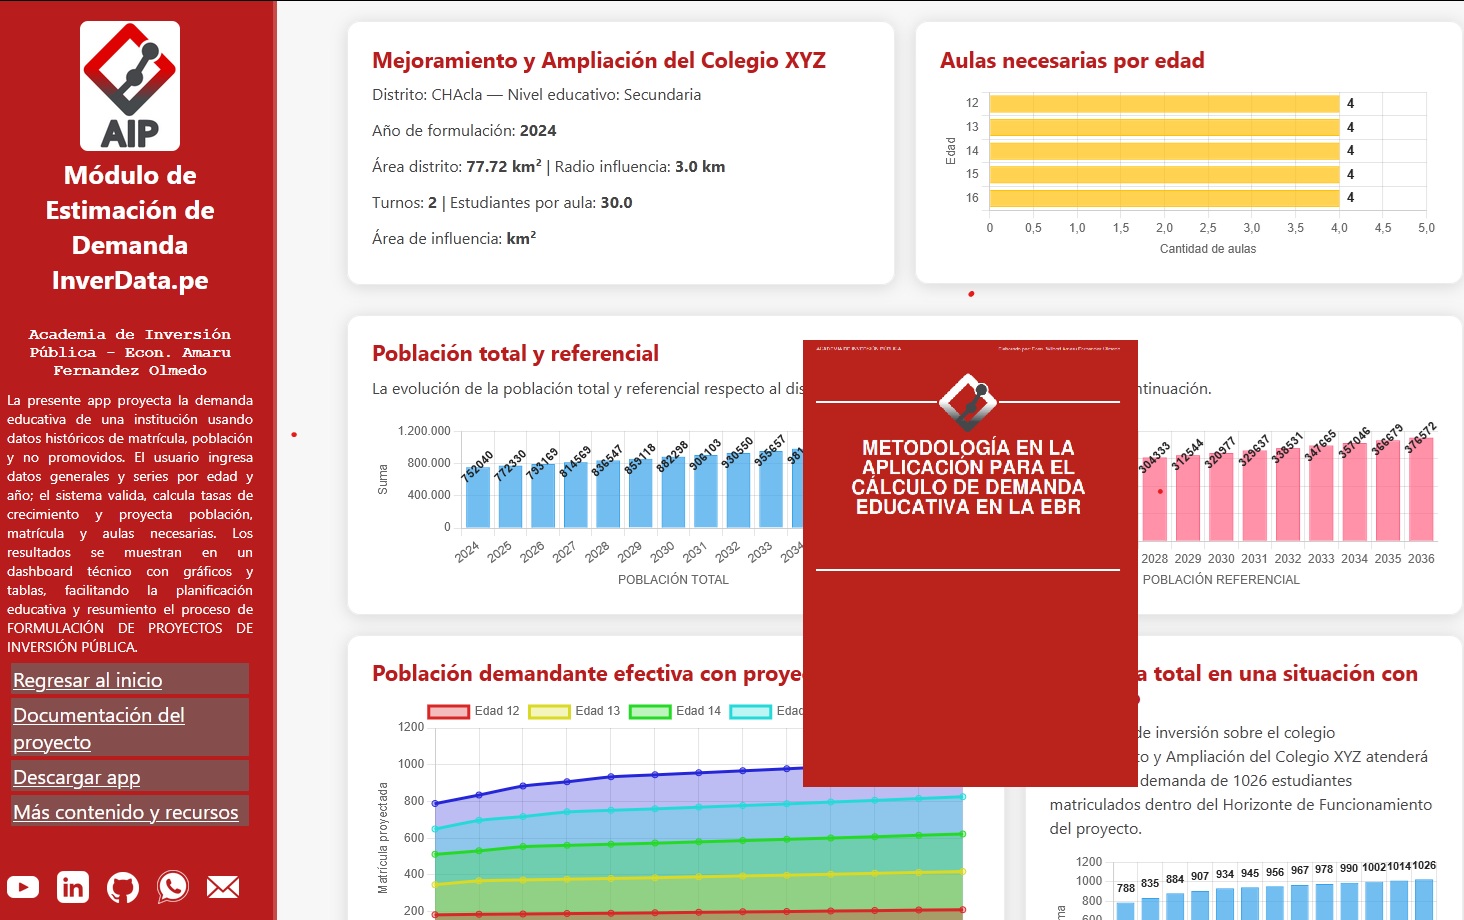 AIP
Módulo de
Estimación de
Demanda
InverData.pe
Academia de Inversión
Pública - Econ. Amaru
Fernandez Olmedo
La presente app proyecta la demanda
educativa de una institución usando
datos históricos de matrícula, población
y no promovidos. El usuario ingresa
datos generales y series por edad y
año; el sistema valida, calcula tasas de
crecimiento y proyecta población,
matrícula y aulas necesarias. Los
resultados se muestran en un
dashboard técnico con gráficos y
tablas, facilitando la planificación
educativa y resumiento el proceso de
FORMULACIÓN DE PROYECTOS DE
INVERSIÓN PÚBLICA.
Regresar al inicio
Documentación del
proyecto
Descargar app
Más contenido y recursos
in
Mejoramiento y Ampliación del Colegio XYZ
Distrito: CHAcla — Nivel educativo: Secundaria
Año de formulación: 2024
Área distrito: 77.72 km² | Radio influencia: 3.0 km
Turnos: 2 | Estudiantes por aula: 30.0
Área de influencia: km²
Aulas necesarias por edad
Edad
12 4
13 4
14 4
15 4
16 4
0 0,5 1,0 1,5 2,0 2,5 3,0 3,5 4,0 4,5 5,0
Cantidad de aulas
Población total y referencial
La evolución de la población total y referencial respecto al dis
ntinuación.
1.200.000
800.000
400.000
0
Suma
752040 772330 793169 814569 836547 859118 882298 906103 930550 955657 981
2024 2025 2026 2027 2028 2029 2030 2031 2032 2033 2034
POBLACIÓN TOTAL
304333 312544 320977 329637 338531 347665 357046 366679 376572
2028 2029 2030 2031 2032 2033 2034 2035 2036
POBLACIÓN REFERENCIAL
ACADEMIA DE INVERSIÓN PÚBLICA
METODOLOGÍA EN LA
APLICACIÓN PARA EL
CÁLCULO DE DEMANDA
EDUCATIVA EN LA EBR
Población demandante efectiva con proye
Edad 12 Edad 13 Edad 14 Edad
1200
1000
800
600
400
200
Matrícula proyectada
a total en una situación con
o
de inversión sobre el colegio
to y Ampliación del Colegio XYZ atenderá
demanda de 1026 estudiantes
matriculados dentro del Horizonte de Funcionamiento
del proyecto.
1200
1000
800
600
ma
788 835 884 907 934 945 956 967 978 990 1002 1014 1026